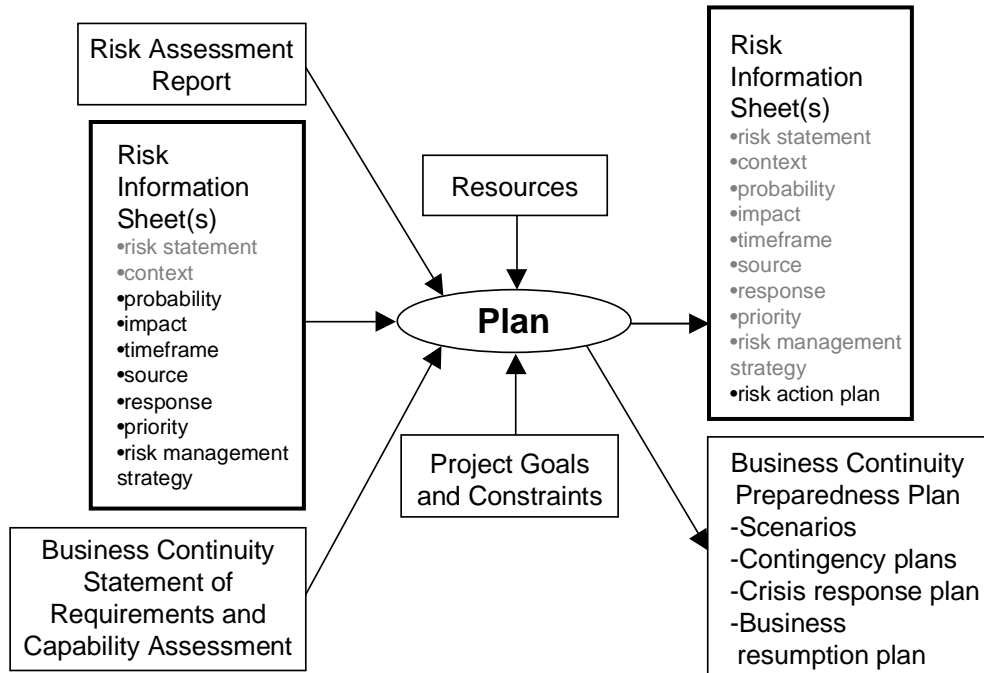 Risk Assessment
Report
Risk
Information
Sheet(s)
•risk statement
•context
•probability
•impact
•timeframe
•source
•response
•priority
•risk management
strategy
Business Continuity
Statement of
Requirements and
Capability Assessment
Resources
Plan
Project Goals
and Constraints
Risk
Information
Sheet(s)
•risk statement
•context
•probability
•impact
•timeframe
•source
•response
•priority
•risk management
strategy
•risk action plan
Business Continuity
Preparedness Plan
-Scenarios
-Contingency plans
-Crisis response plan
-Business
resumption plan